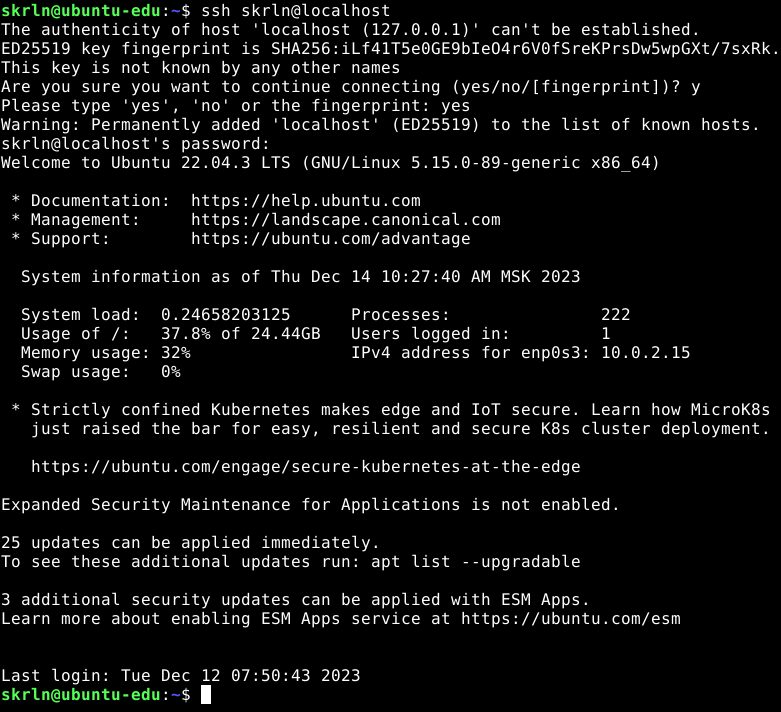 skrln@ubuntu-edu:~$ ssh skrln@localhost
The authenticity of host 'localhost (127.0.0.1)' can't be established.
ED25519 key fingerprint is SHA256:iLf41T5e0GE9bIeO4r6V0fSreKPrsDw5wpGXt/7sxRk.
This key is not known by any other names
Are you sure you want to continue connecting (yes/no/[fingerprint])? y
Please type 'yes', 'no' or the fingerprint: yes
Warning: Permanently added 'localhost' (ED25519) to the list of known hosts.
skrln@localhost's password:
Welcome to Ubuntu 22.04.3 LTS (GNU/Linux 5.15.0-89-generic x86_64)

 * Documentation:  https://help.ubuntu.com
 * Management:     https://landscape.canonical.com
 * Support:        https://ubuntu.com/advantage

  System information as of Thu Dec 14 10:27:40 AM MSK 2023

  System load:  0.24658203125      Processes:               222
  Usage of /:   37.8% of 24.44GB   Users logged in:         1
  Memory usage: 32%                IPv4 address for enp0s3: 10.0.2.15
  Swap usage:   0%

 * Strictly confined Kubernetes makes edge and IoT secure. Learn how MicroK8s
   just raised the bar for easy, resilient and secure K8s cluster deployment.

   https://ubuntu.com/engage/secure-kubernetes-at-the-edge

Expanded Security Maintenance for Applications is not enabled.

25 updates can be applied immediately.
To see these additional updates run: apt list --upgradable

3 additional security updates can be applied with ESM Apps.
Learn more about enabling ESM Apps service at https://ubuntu.com/esm


Last login: Tue Dec 12 07:50:43 2023
skrln@ubuntu-edu:~$